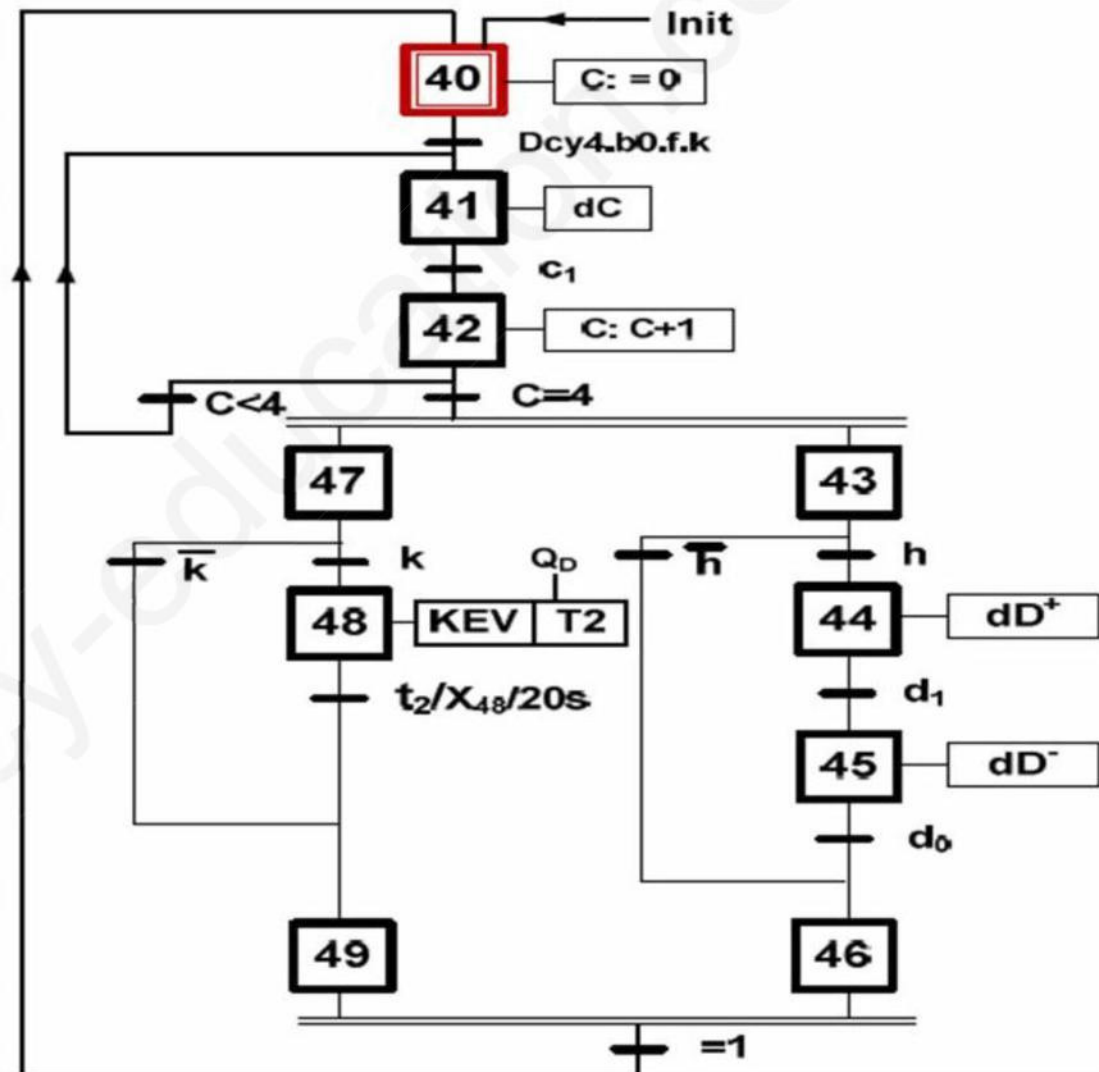 Init
40 C: = 0
Dcy4.b0.f.k
41 dC
c₁
42 C: C+1
C<4 C=4
47 43
k̅ k Q_D h̅ h
48 KEV T2 44 dD⁺
t₂/X₄₈/20s d₁
45 dD⁻
d₀
49 46
=1